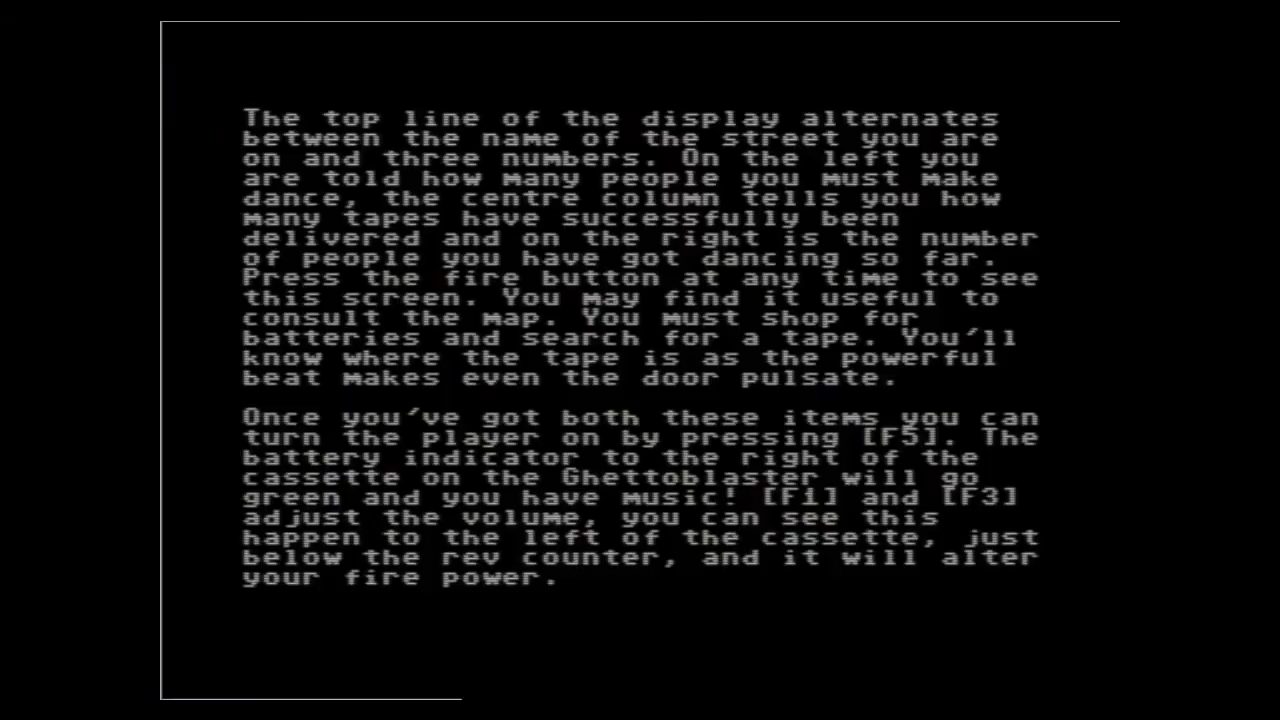 The top line of the display alternates
between the name of the street you are
on and three numbers. On the left you
are told how many people you must make
dance, the centre column tells you how
many tapes have successfully been
delivered and on the right is the number
of people you have got dancing so far.
Press the fire button at any time to see
this screen. You may find it useful to
consult the map. You must shop for
batteries and search for a tape. You'll
know where the tape is as the powerful
beat makes even the door pulsate.
Once you've got both these items you can
turn the player on by pressing [F5]. The
battery indicator to the right of the
cassette on the Ghettoblaster will go
green and you have music! [F1] and [F3]
adjust the volume, you can see this
happen to the left of the cassette, just
below the rev counter, and it will alter
your fire power.